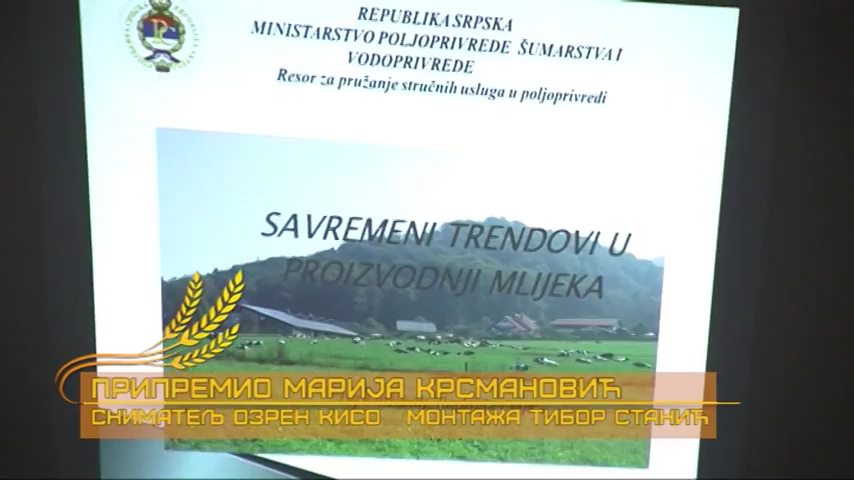 REPUBLIKA SRPSKA
MINISTARSTVO POLJOPRIVREDE ŠUMARSTVA I
VODOPRIVREDE
Resor za pružanje stručnih usluga u poljoprivredi
SAVREMENI TRENDOVI U
PROIZVODNJI MLIJEKA
ПРИПРЕМИО МАРИЈА КРСМАНОВИЋ
СНИМАТЕЉ ОЗРЕН КИСО МОНТАЖА ТИБОР СТАНИЋ